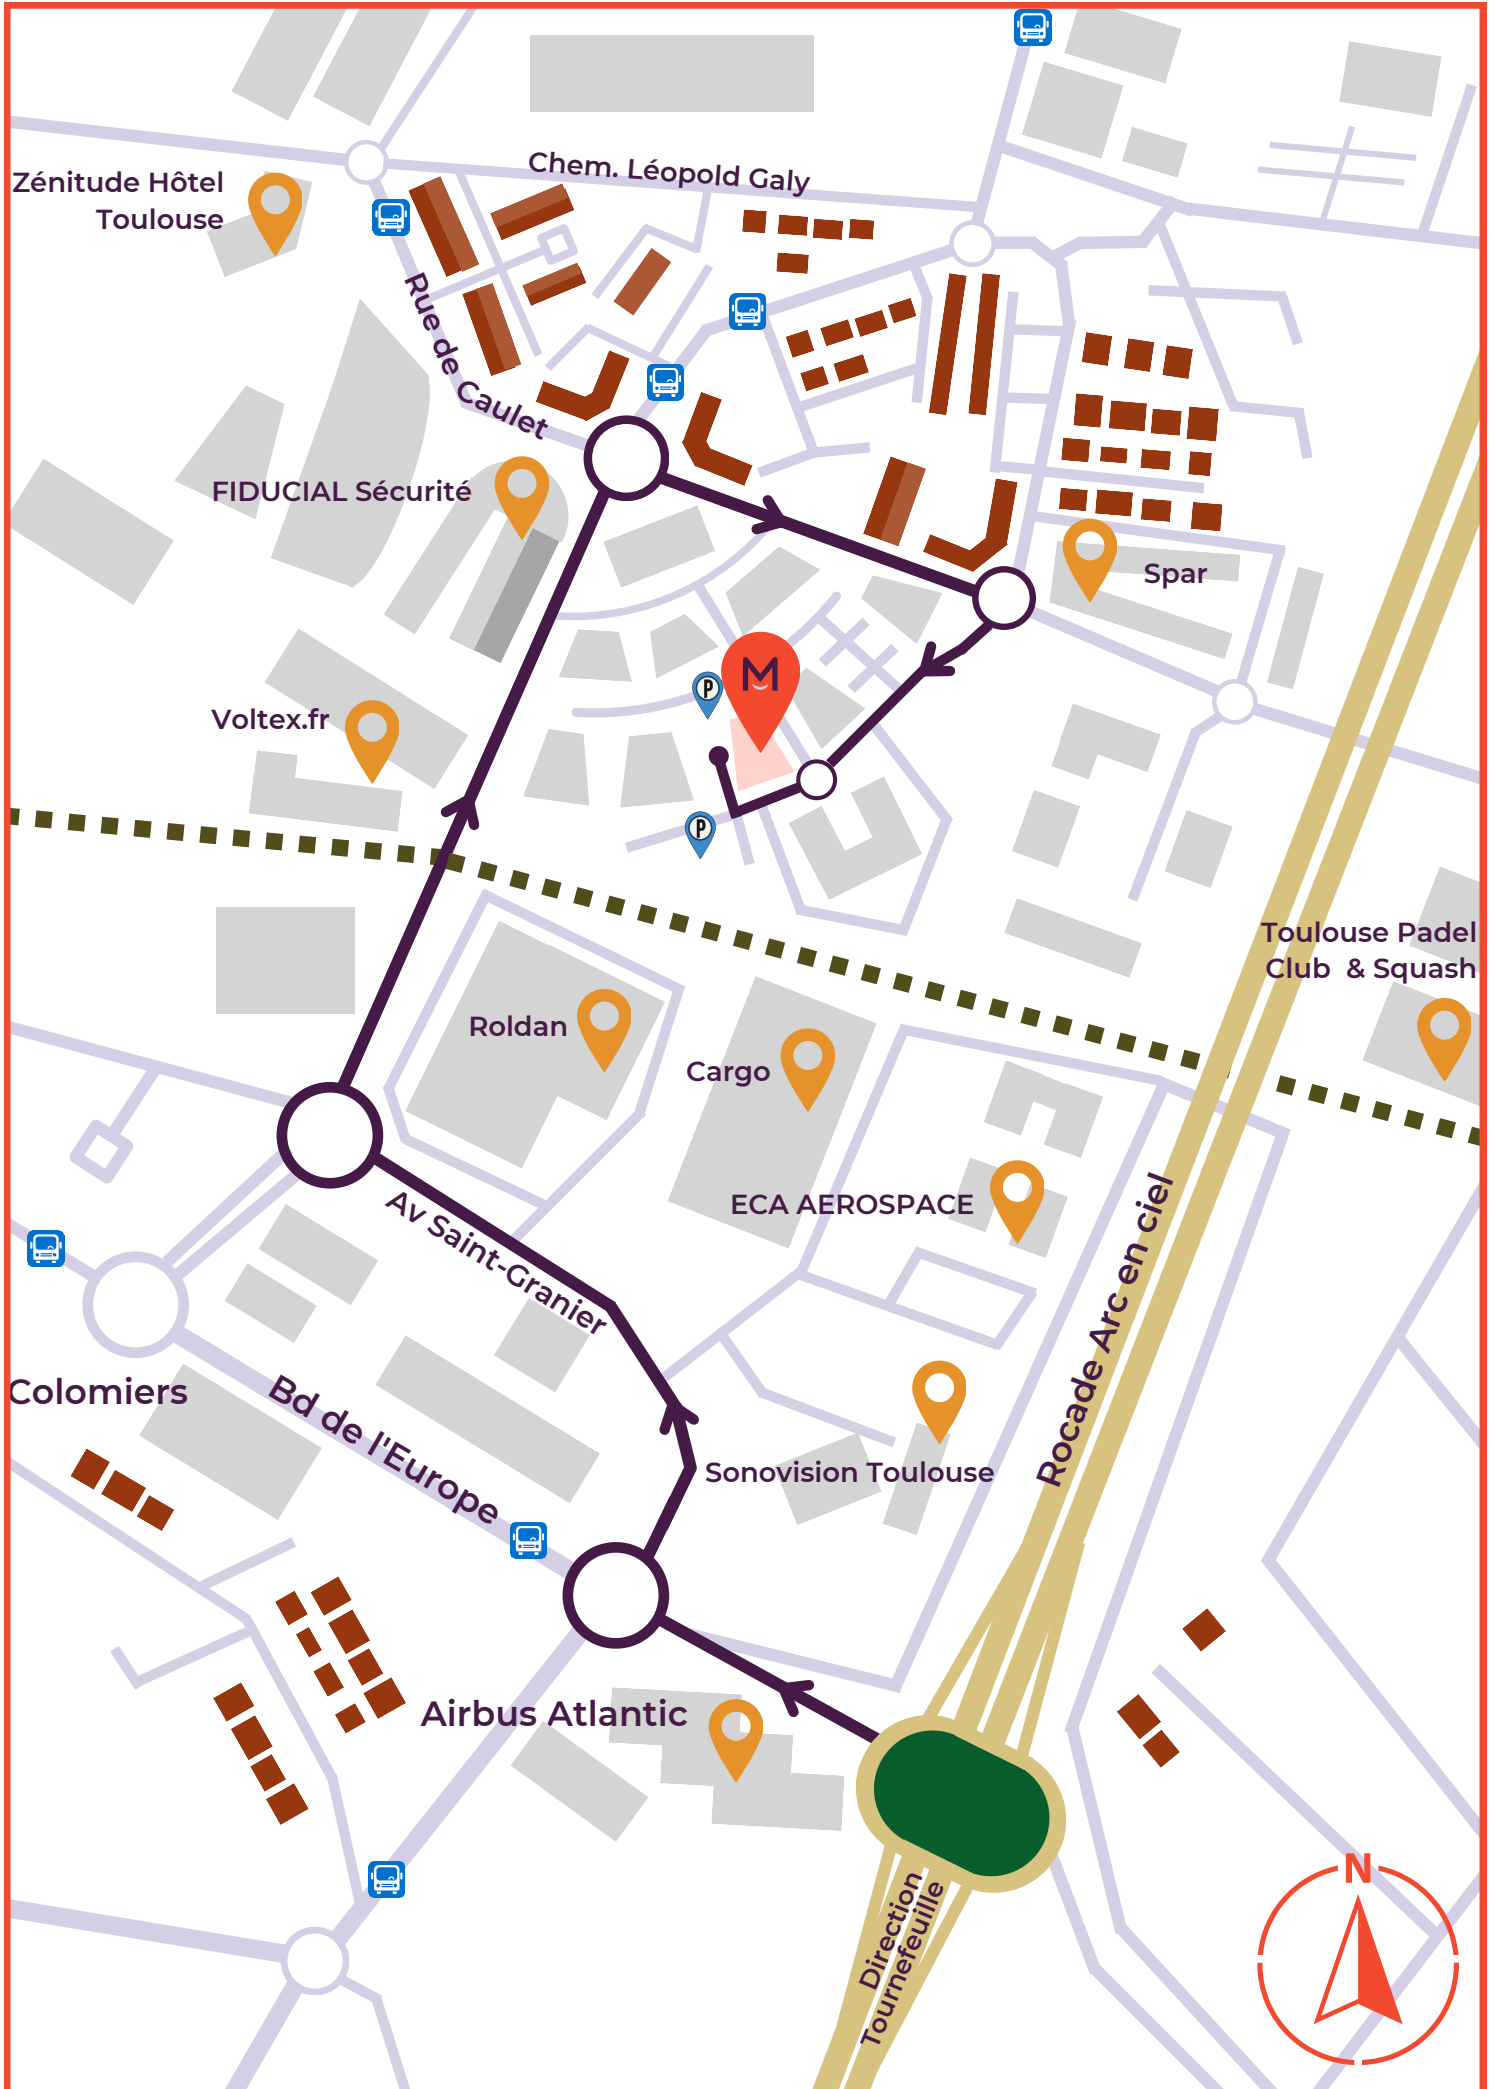 Chem. Léopold Galy
Zénitude Hôtel
Toulouse
Rue de Caulet
FIDUCIAL Sécurité
Spar
M
P
Voltex.fr
P
Toulouse Padel
Club & Squash
Roldan
Cargo
ECA AEROSPACE
Av Saint-Granier
Rocade Arc en ciel
Colomiers
Bd de l'Europe
Sonovision Toulouse
Airbus Atlantic
Direction
Tournefeuille
N